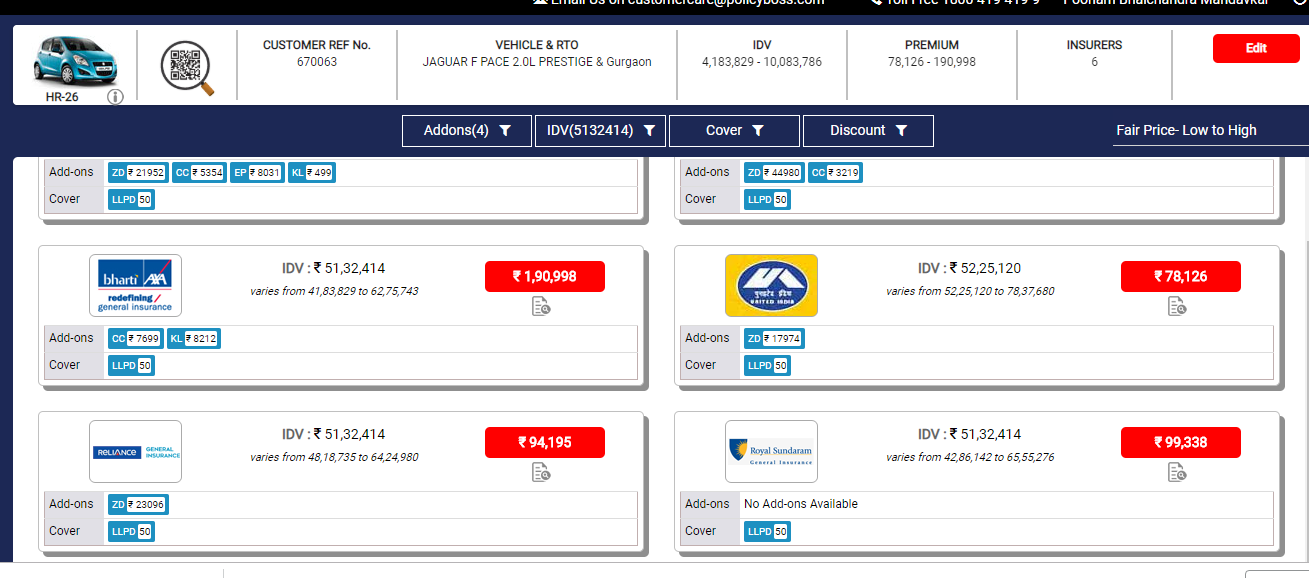 Email Us on customercare@policyboss.com Toll Free 1800 419 419 9 Poonam Bhalchandra Mandavkar
CUSTOMER REF No. VEHICLE & RTO IDV PREMIUM INSURERS Edit
670063 JAGUAR F PACE 2.0L PRESTIGE & Gurgaon 4,183,829 - 10,083,786 78,126 - 190,998 6
HR-26
Addons(4) IDV(5132414) Cover Discount Fair Price- Low to High
Add-ons ZD ₹ 21952 CC ₹ 5354 EP ₹ 8031 KL ₹ 499
Cover LLPD 50
Add-ons ZD ₹ 44980 CC ₹ 3219
Cover LLPD 50
bharti AXA
redefining /
general insurance
IDV : ₹ 51,32,414
varies from 41,83,829 to 62,75,743
₹ 1,90,998
Add-ons CC ₹ 7699 KL ₹ 8212
Cover LLPD 50
UNITED INDIA
IDV : ₹ 52,25,120
varies from 52,25,120 to 78,37,680
₹ 78,126
Add-ons ZD ₹ 17974
Cover LLPD 50
RELIANCE GENERAL
INSURANCE
IDV : ₹ 51,32,414
varies from 48,18,735 to 64,24,980
₹ 94,195
Add-ons ZD ₹ 23096
Cover LLPD 50
Royal Sundaram
General Insurance
IDV : ₹ 51,32,414
varies from 42,86,142 to 65,55,276
₹ 99,338
Add-ons No Add-ons Available
Cover LLPD 50